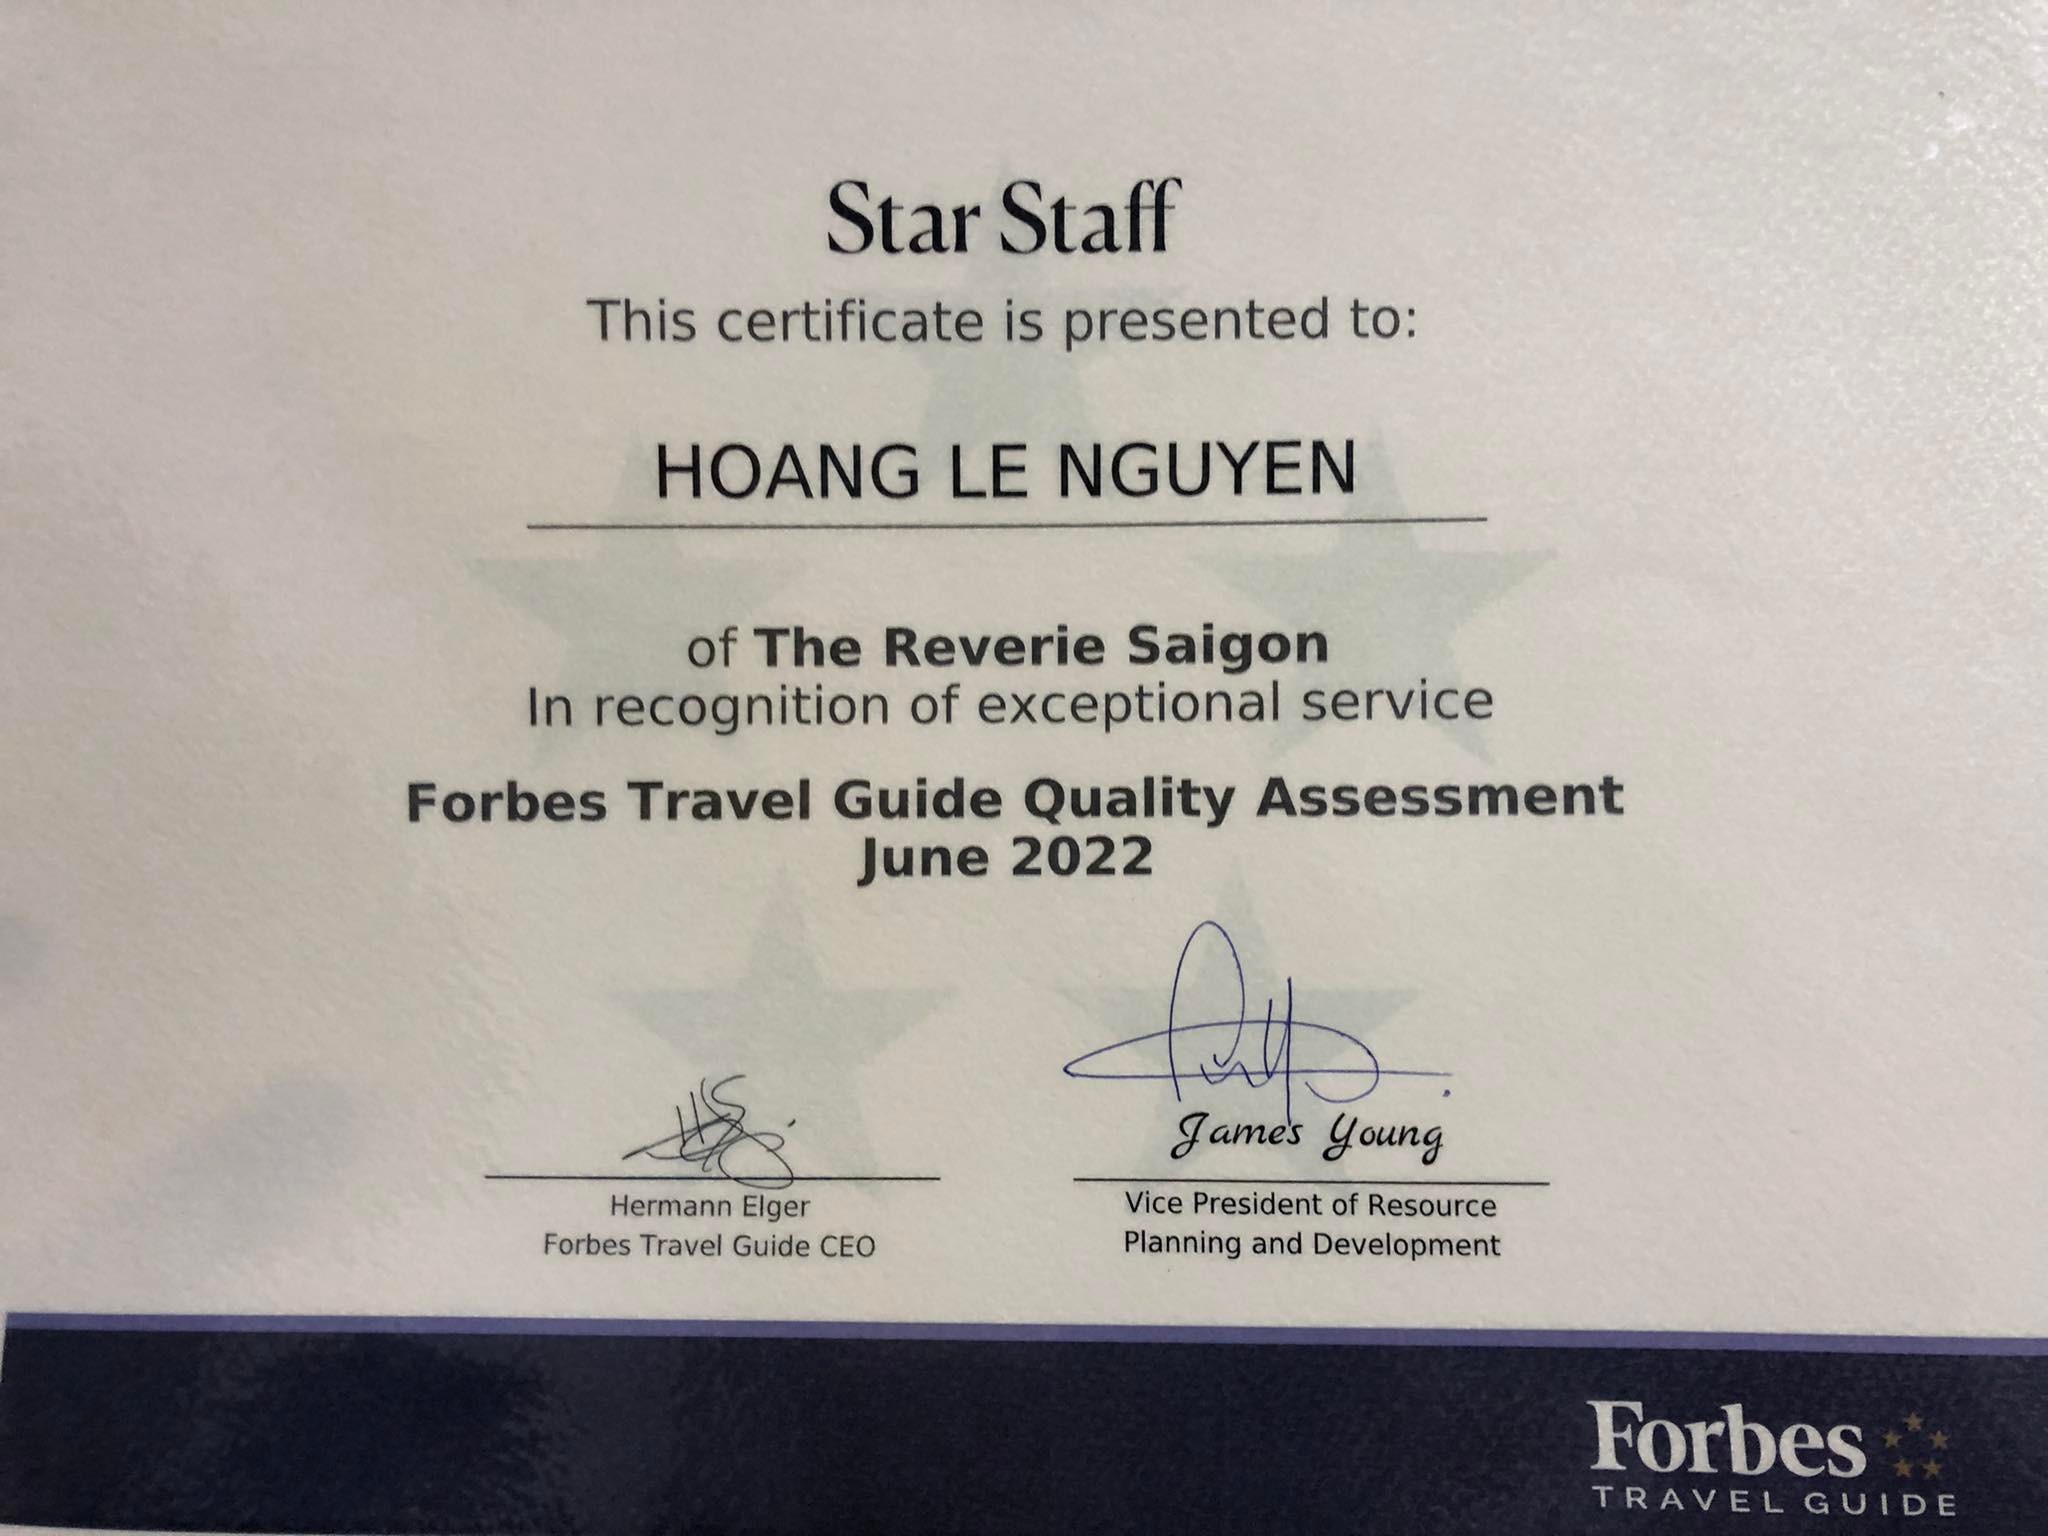 Star Staff
This certificate is presented to:
HOANG LE NGUYEN
of The Reverie Saigon
In recognition of exceptional service
Forbes Travel Guide Quality Assessment
June 2022
James Young
Hermann Elger
Forbes Travel Guide CEO
Vice President of Resource
Planning and Development
Forbes
TRAVEL GUIDE